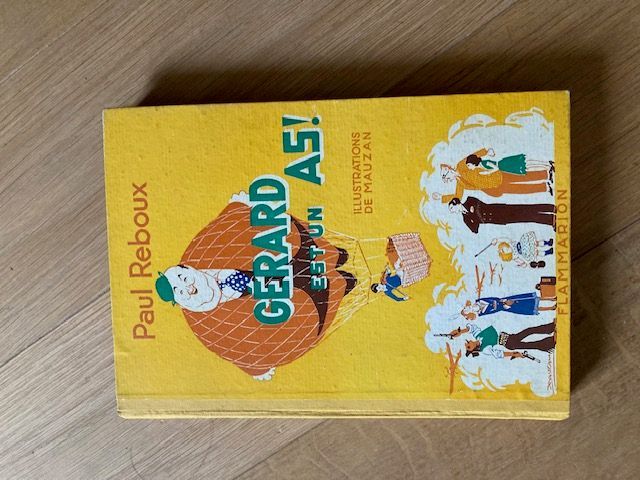 Paul Reboux
GERARD
EST UN AS!
ILLUSTRATIONS
DE MAUZAN
FLAMMARION